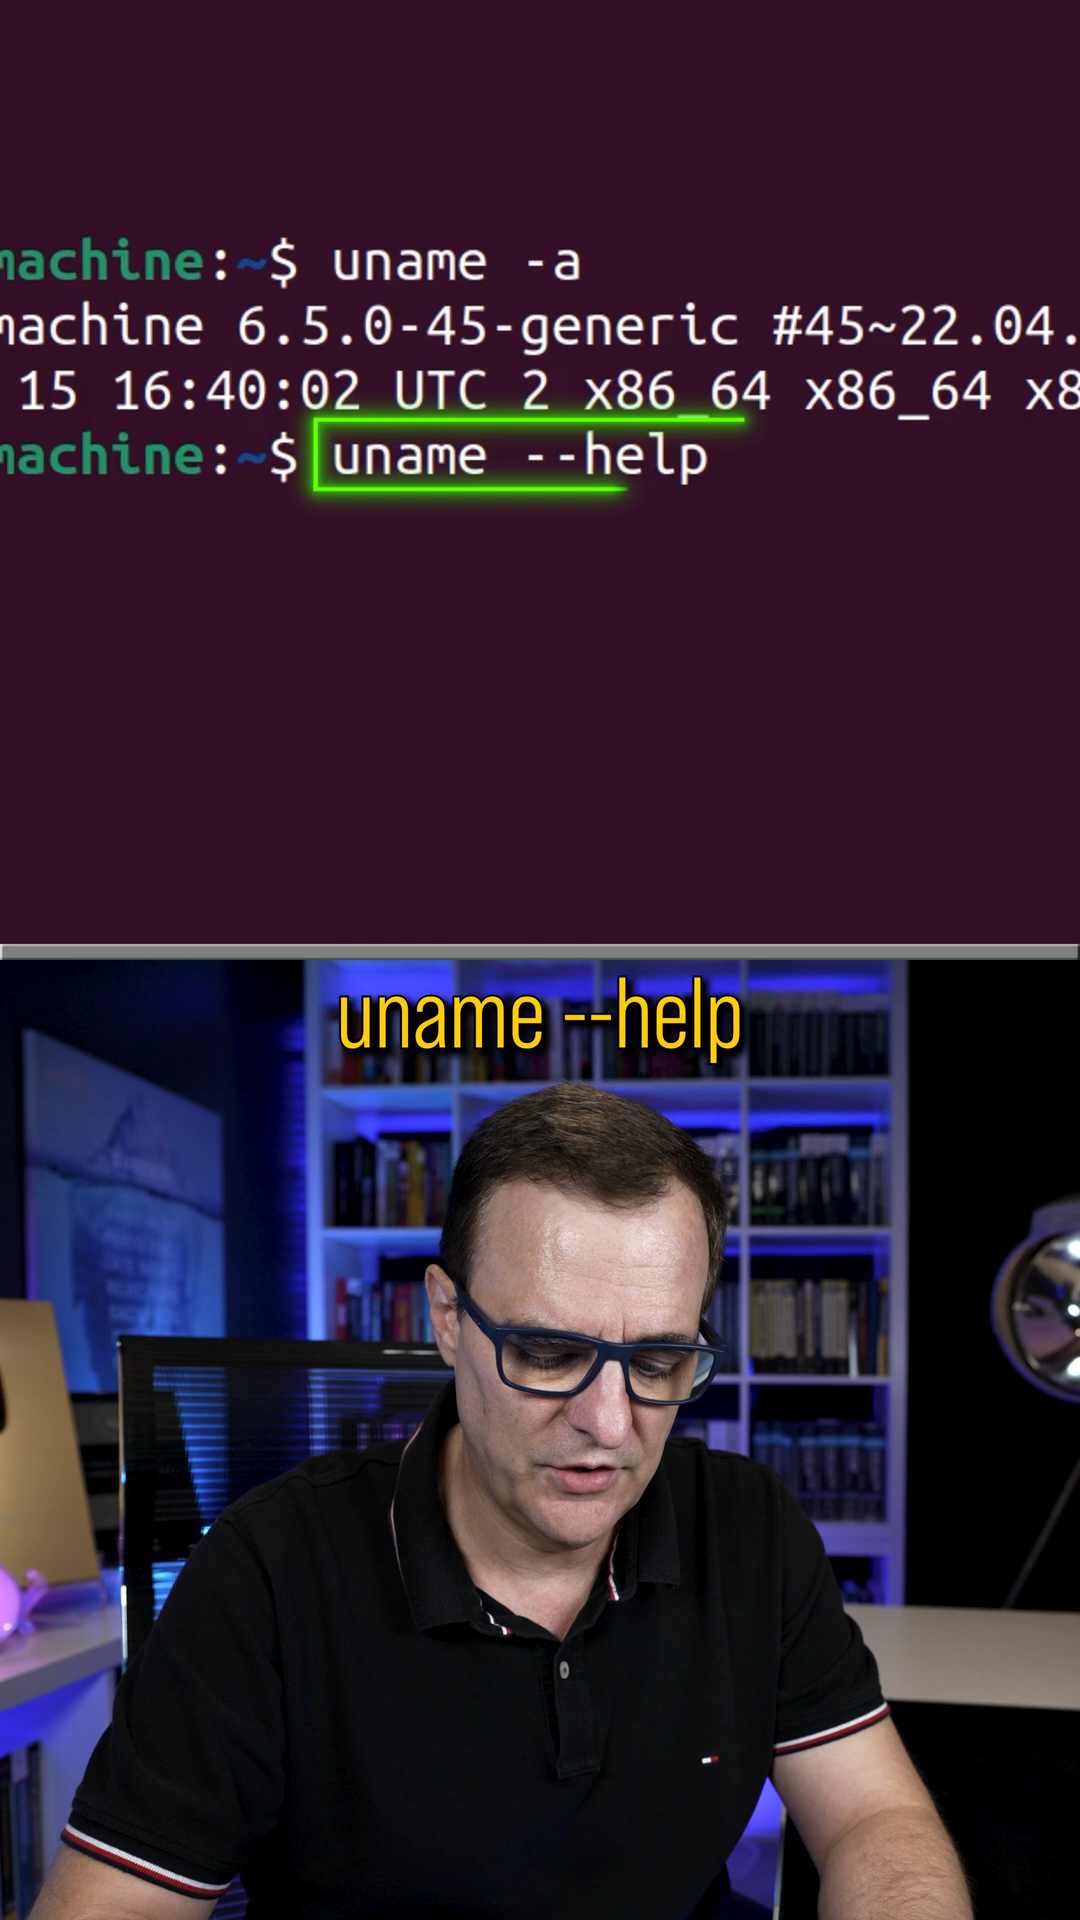 machine:~$ uname -a
machine 6.5.0-45-generic #45~22.04.
15 16:40:02 UTC 2 x86_64 x86_64 x8
machine:~$ uname --help
uname --help